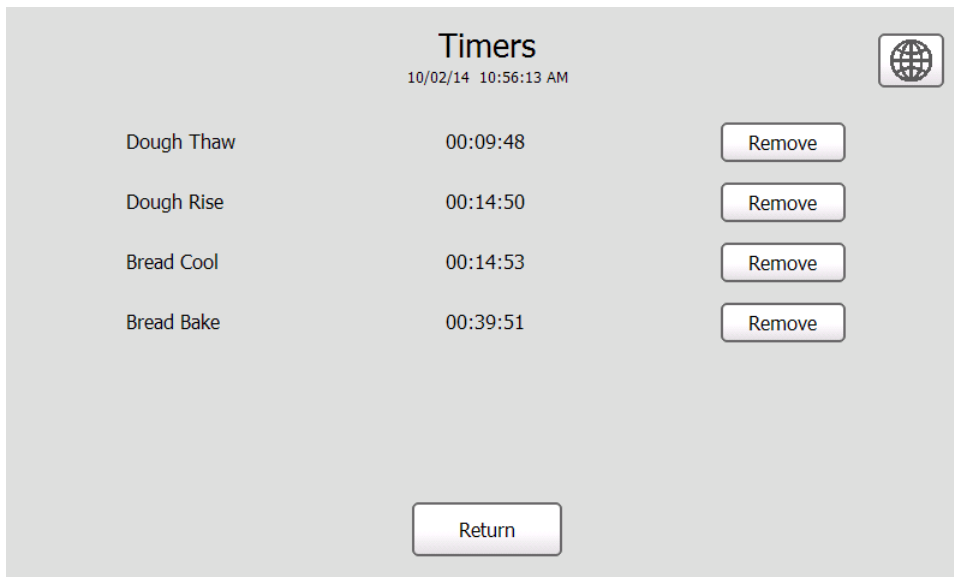 Timers
10/02/14 10:56:13 AM
Dough Thaw 00:09:48 Remove
Dough Rise 00:14:50 Remove
Bread Cool 00:14:53 Remove
Bread Bake 00:39:51 Remove
Return